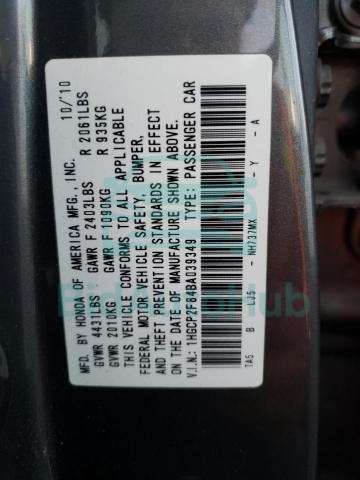 MFD. BY HONDA OF AMERICA MFG., INC. 10/10
GVWR 4431LBS GAWR F 2403LBS R 2061LBS
GVWR 2010KG GAWR F 1090KG R 935KG
THIS VEHICLE CONFORMS TO ALL APPLICABLE
FEDERAL MOTOR VEHICLE SAFETY, BUMPER,
AND THEFT PREVENTION STANDARDS IN EFFECT
ON THE DATE OF MANUFACTURE SHOWN ABOVE.
V.I.N.: 1HGCP2F84BA039349 TYPE: PASSENGER CAR
NH737MX
TA5 B LU5 - Y - A